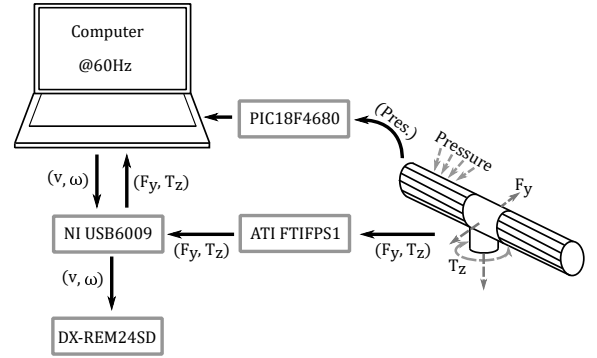 Computer
@60Hz
PIC18F4680
(Pres.)
Pressure
Fy
(v, ω)
(Fy, Tz)
NI USB6009
(Fy, Tz)
ATI FTIFPS1
(Fy, Tz)
Tz
(v, ω)
DX-REM24SD